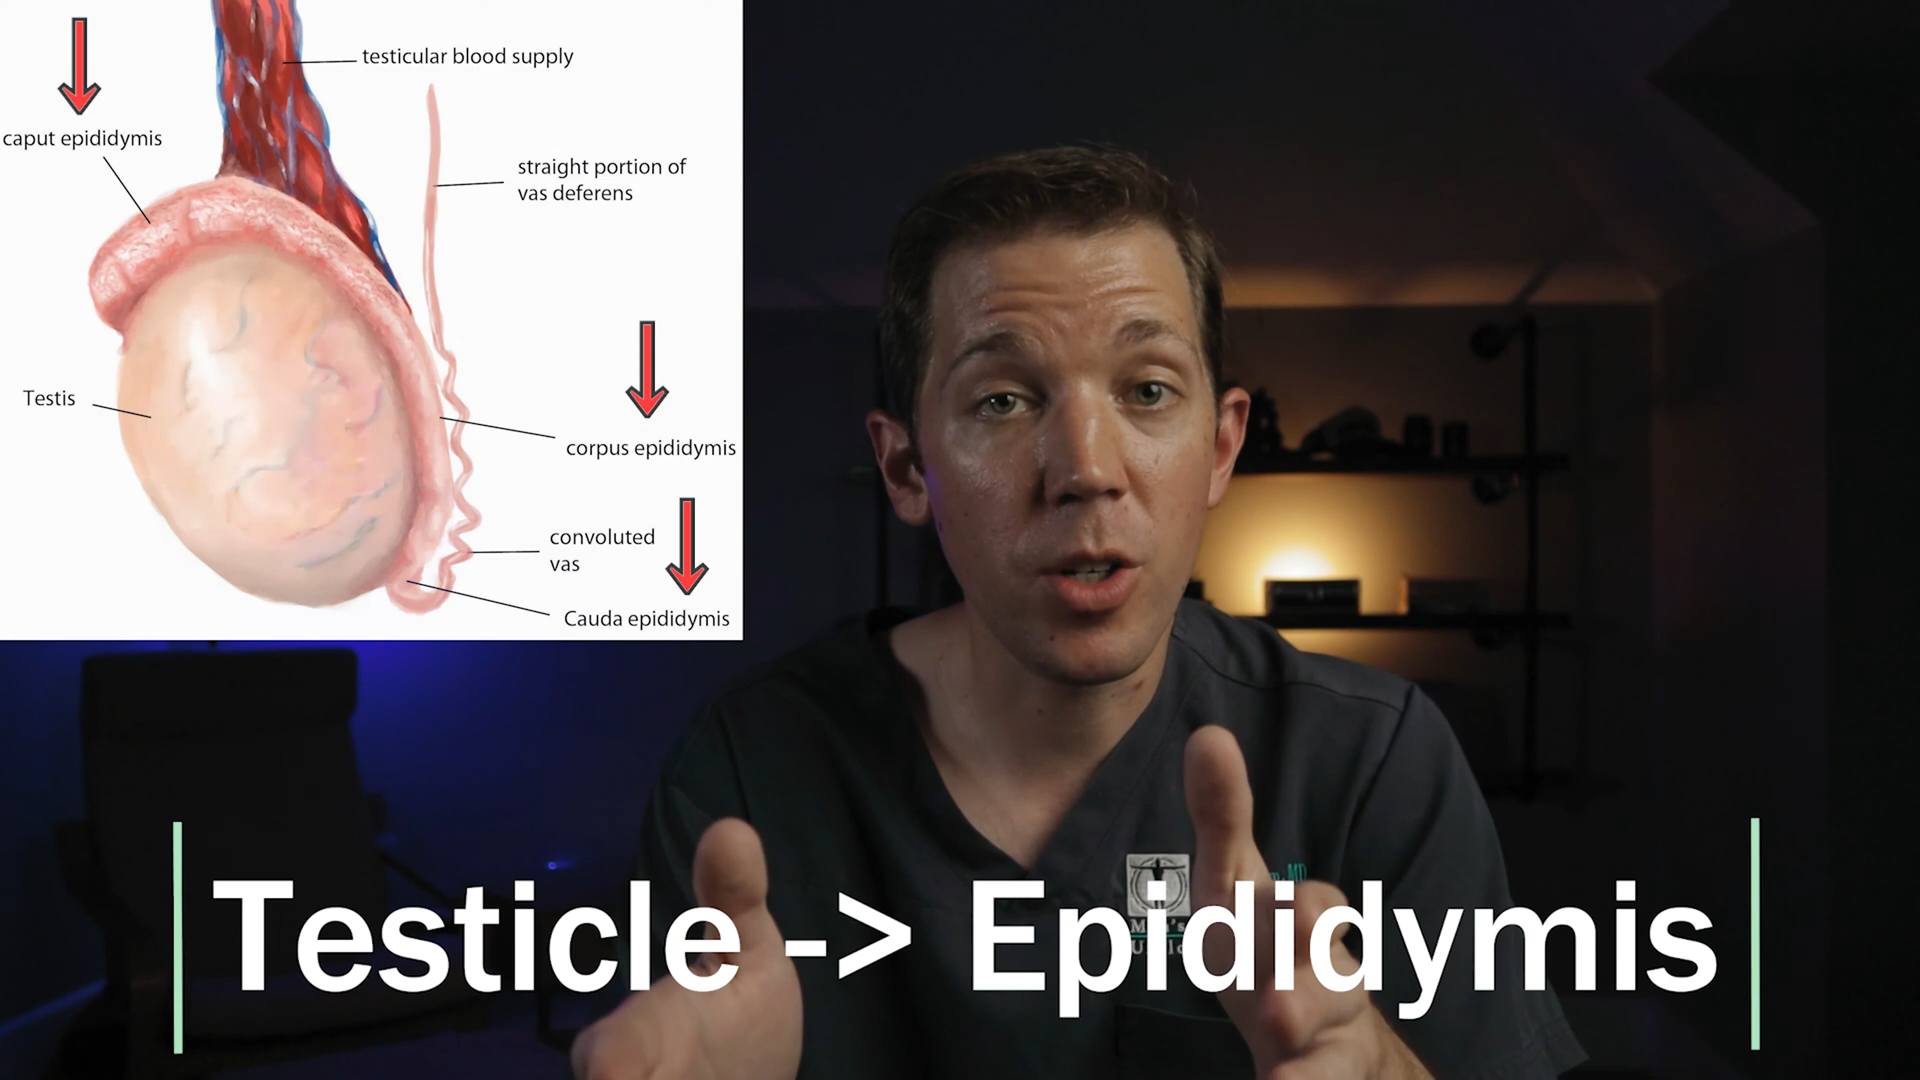 testicular blood supply
caput epididymis
straight portion of
vas deferens
Testis
corpus epididymis
convoluted
vas
Cauda epididymis
MD
Testicle -> Epididymis